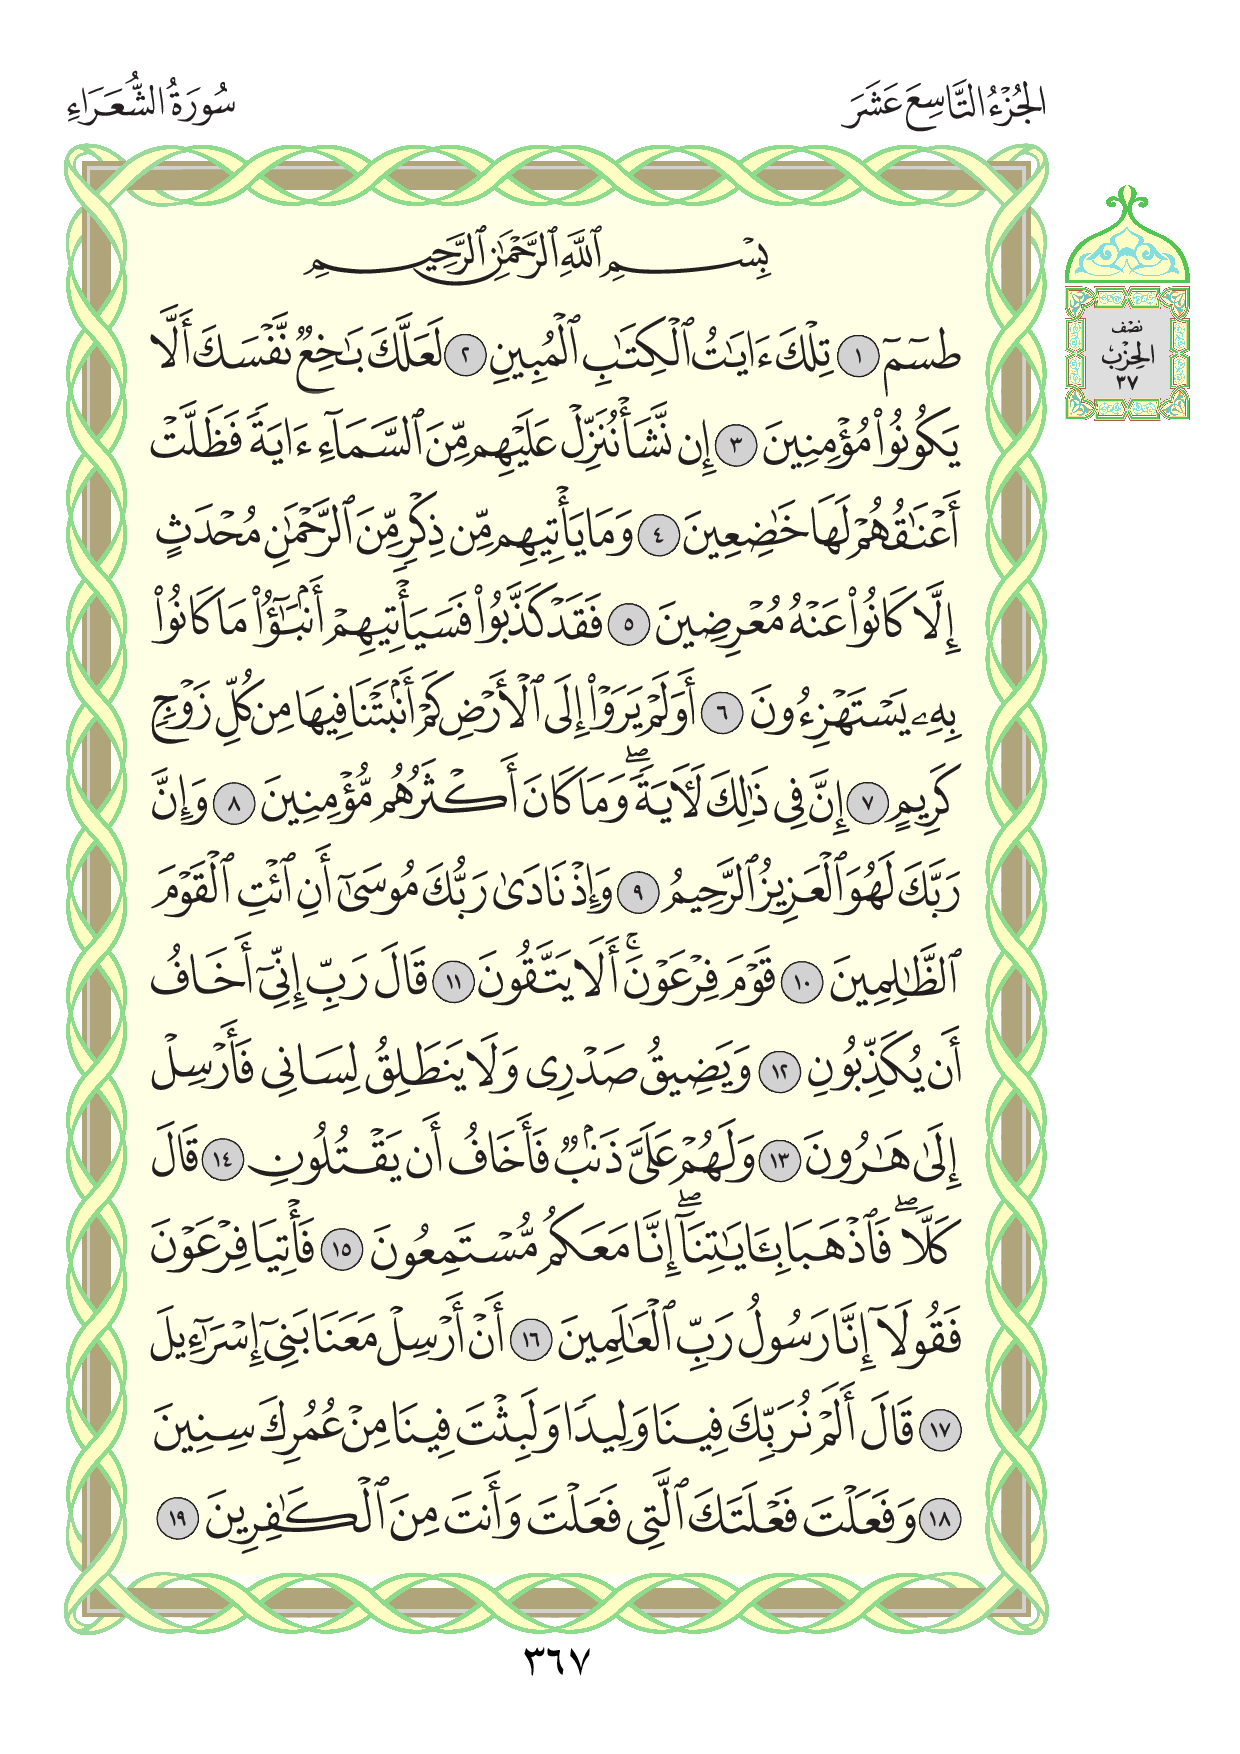 الجُزْءُ التَّاسِعَ عَشَرَ
سُورَةُ الشُّعَرَاءِ
نصْف
الحِزْب
٣٧
بِسْمِ ٱللَّهِ ٱلرَّحْمَٰنِ ٱلرَّحِيمِ
طسٓمٓ ١ تِلْكَ ءَايَٰتُ ٱلْكِتَٰبِ ٱلْمُبِينِ ٢ لَعَلَّكَ بَٰخِعٌ نَّفْسَكَ أَلَّا
يَكُونُوا۟ مُؤْمِنِينَ ٣ إِن نَّشَأْ نُنَزِّلْ عَلَيْهِم مِّنَ ٱلسَّمَآءِ ءَايَةً فَظَلَّتْ
أَعْنَٰقُهُمْ لَهَا خَٰضِعِينَ ٤ وَمَا يَأْتِيهِم مِّن ذِكْرٍ مِّنَ ٱلرَّحْمَٰنِ مُحْدَثٍ
إِلَّا كَانُوا۟ عَنْهُ مُعْرِضِينَ ٥ فَقَدْ كَذَّبُوا۟ فَسَيَأْتِيهِمْ أَنۢبَٰٓؤُا۟ مَا كَانُوا۟
بِهِۦ يَسْتَهْزِءُونَ ٦ أَوَلَمْ يَرَوْا۟ إِلَى ٱلْأَرْضِ كَمْ أَنۢبَتْنَا فِيهَا مِن كُلِّ زَوْجٍ
كَرِيمٍ ٧ إِنَّ فِى ذَٰلِكَ لَءَايَةً ۖ وَمَا كَانَ أَكْثَرُهُم مُّؤْمِنِينَ ٨ وَإِنَّ
رَبَّكَ لَهُوَ ٱلْعَزِيزُ ٱلرَّحِيمُ ٩ وَإِذْ نَادَىٰ رَبُّكَ مُوسَىٰٓ أَنِ ٱئْتِ ٱلْقَوْمَ
ٱلظَّٰلِمِينَ ١٠ قَوْمَ فِرْعَوْنَ ۚ أَلَا يَتَّقُونَ ١١ قَالَ رَبِّ إِنِّىٓ أَخَافُ
أَن يُكَذِّبُونِ ١٢ وَيَضِيقُ صَدْرِى وَلَا يَنطَلِقُ لِسَانِى فَأَرْسِلْ
إِلَىٰ هَٰرُونَ ١٣ وَلَهُمْ عَلَىَّ ذَنۢبٌ فَأَخَافُ أَن يَقْتُلُونِ ١٤ قَالَ
كَلَّا ۖ فَٱذْهَبَا بِـَٔايَٰتِنَآ ۖ إِنَّا مَعَكُم مُّسْتَمِعُونَ ١٥ فَأْتِيَا فِرْعَوْنَ
فَقُولَآ إِنَّا رَسُولُ رَبِّ ٱلْعَٰلَمِينَ ١٦ أَنْ أَرْسِلْ مَعَنَا بَنِىٓ إِسْرَٰٓءِيلَ
١٧ قَالَ أَلَمْ نُرَبِّكَ فِينَا وَلِيدًا وَلَبِثْتَ فِينَا مِنْ عُمُرِكَ سِنِينَ
١٨ وَفَعَلْتَ فَعْلَتَكَ ٱلَّتِى فَعَلْتَ وَأَنتَ مِنَ ٱلْكَٰفِرِينَ ١٩
٣٦٧